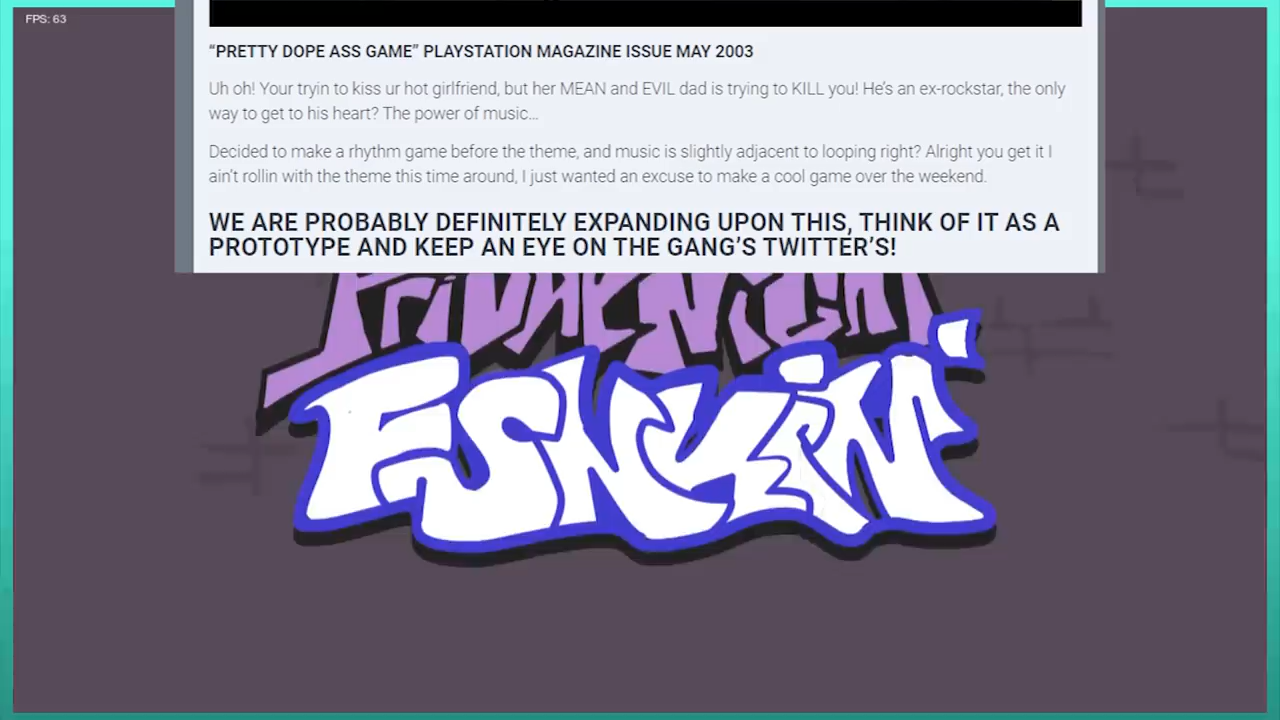 FPS: 63
“PRETTY DOPE ASS GAME” PLAYSTATION MAGAZINE ISSUE MAY 2003
Uh oh! Your tryin to kiss ur hot girlfriend, but her MEAN and EVIL dad is trying to KILL you! He’s an ex-rockstar, the only
way to get to his heart? The power of music…
Decided to make a rhythm game before the theme, and music is slightly adjacent to looping right? Alright you get it I
ain’t rollin with the theme this time around, I just wanted an excuse to make a cool game over the weekend.
WE ARE PROBABLY DEFINITELY EXPANDING UPON THIS, THINK OF IT AS A
PROTOTYPE AND KEEP AN EYE ON THE GANG’S TWITTER’S!
FRiDAY NiGHT
FSNKiN'